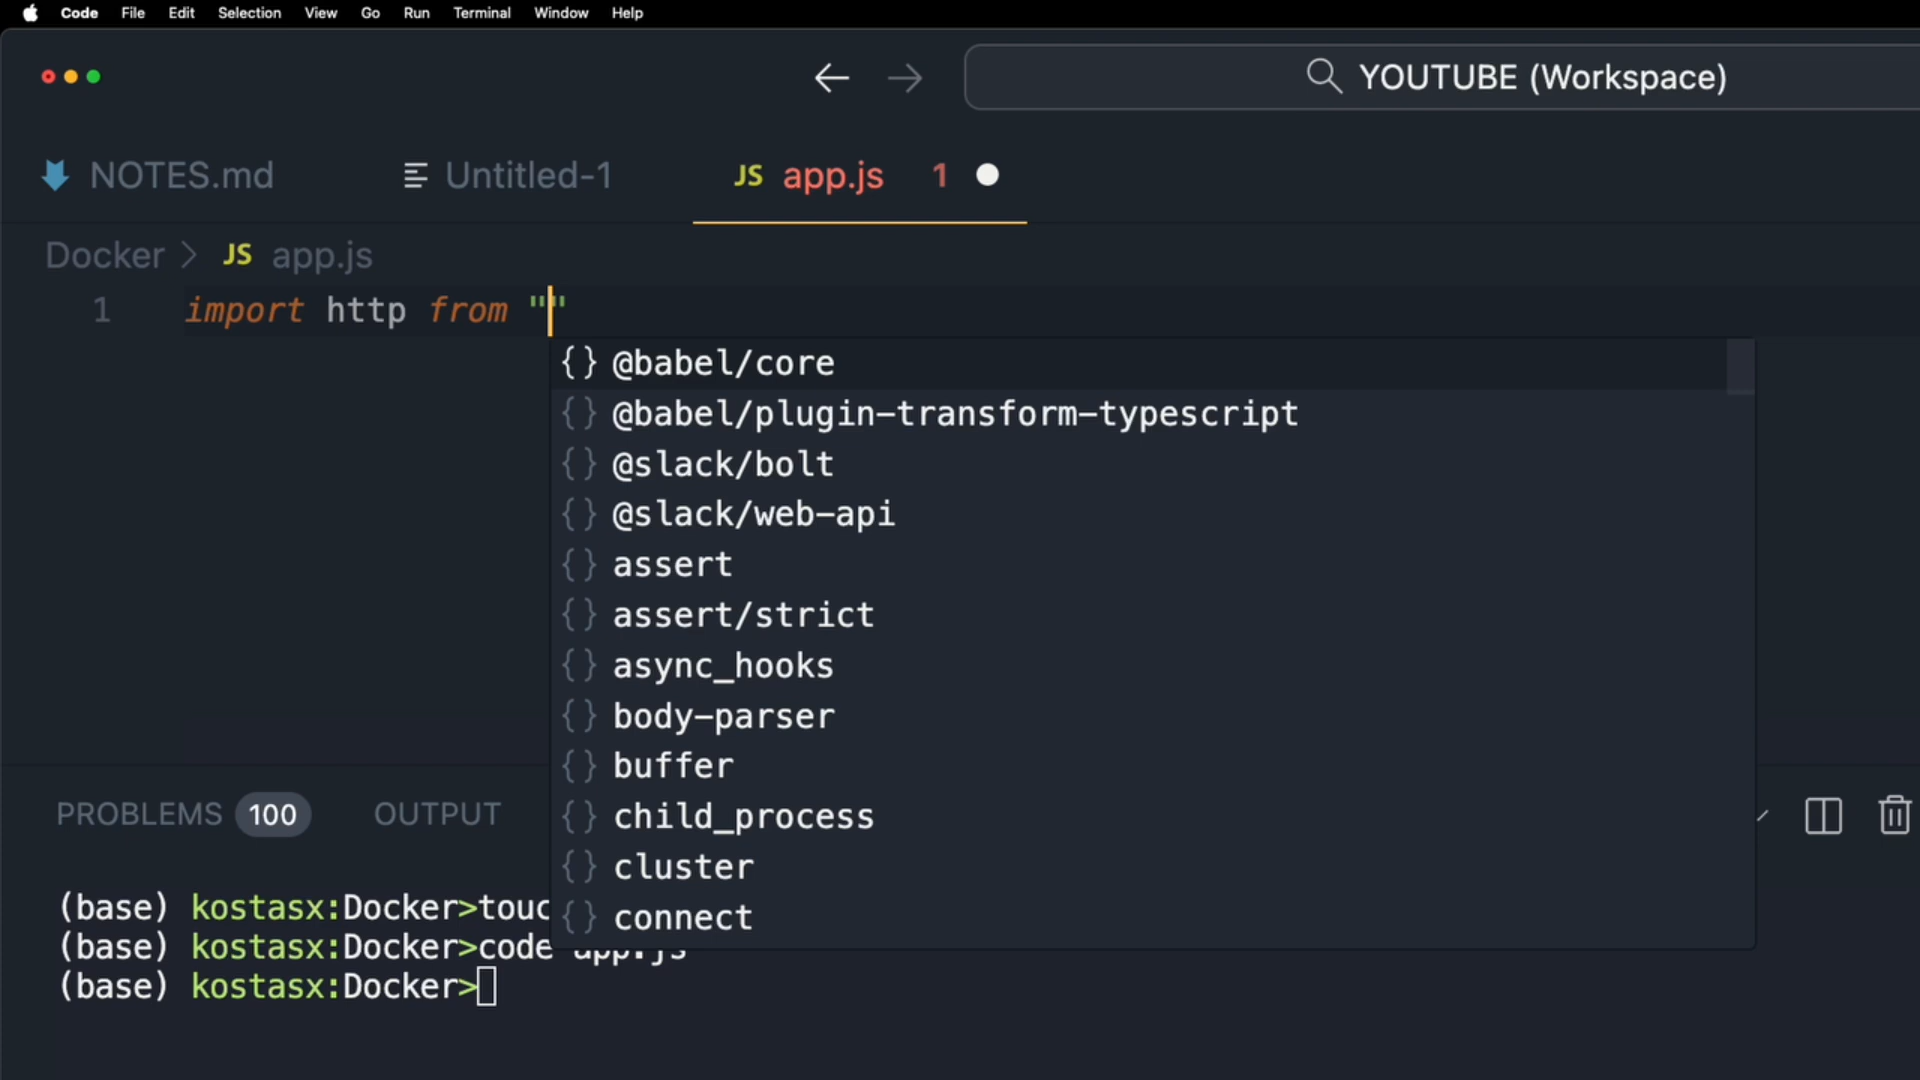 Code File Edit Selection View Go Run Terminal Window Help
YOUTUBE (Workspace)
NOTES.md Untitled-1 JS app.js 1
Docker > JS app.js
1 import http from ""
{} @babel/core
{} @babel/plugin-transform-typescript
{} @slack/bolt
{} @slack/web-api
{} assert
{} assert/strict
{} async_hooks
{} body-parser
{} buffer
{} child_process
{} cluster
{} connect
PROBLEMS 100 OUTPUT
(base) kostasx:Docker>touc
(base) kostasx:Docker>code app.js
(base) kostasx:Docker>